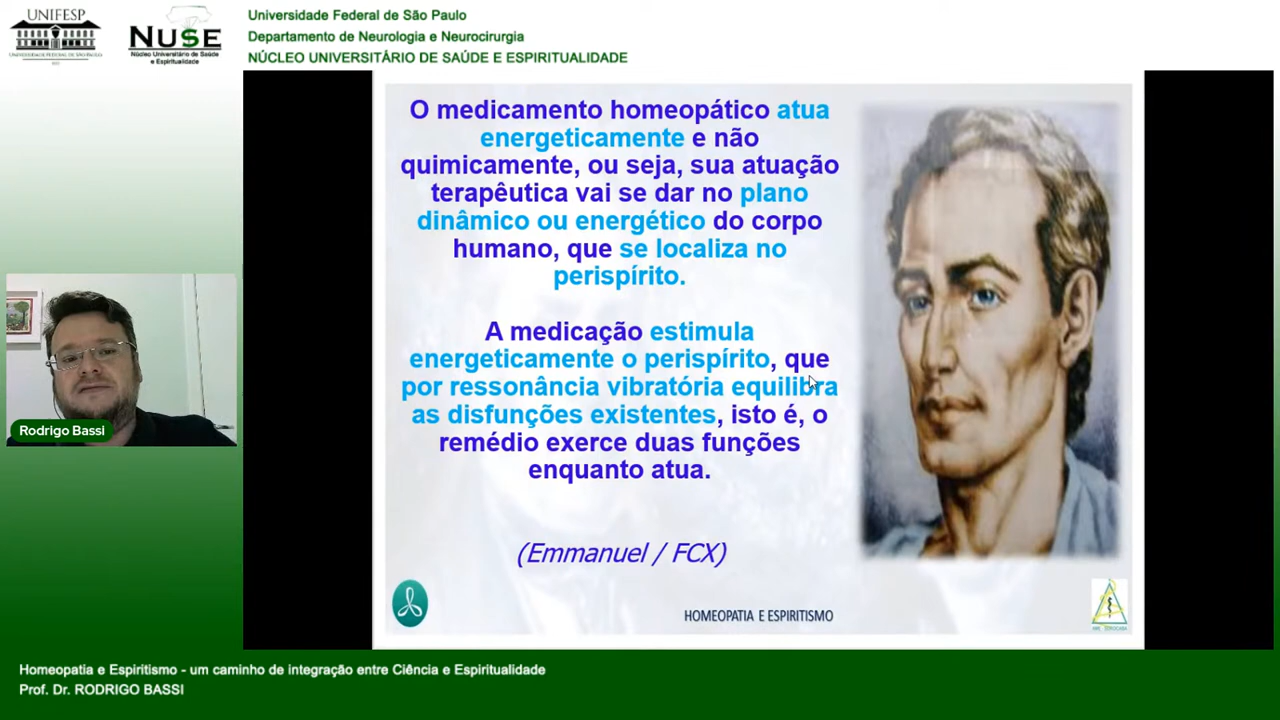 UNIFESP
UNIVERSIDADE FEDERAL DE SÃO PAULO
NUSE
Núcleo Universitário de Saúde
e Espiritualidade
Universidade Federal de São Paulo
Departamento de Neurologia e Neurocirurgia
NÚCLEO UNIVERSITÁRIO DE SAÚDE E ESPIRITUALIDADE
O medicamento homeopático atua
energeticamente e não
quimicamente, ou seja, sua atuação
terapêutica vai se dar no plano
dinâmico ou energético do corpo
humano, que se localiza no
perispírito.
A medicação estimula
energeticamente o perispírito, que
por ressonância vibratória equilibra
as disfunções existentes, isto é, o
remédio exerce duas funções
enquanto atua.
(Emmanuel / FCX)
HOMEOPATIA E ESPIRITISMO
Rodrigo Bassi
Homeopatia e Espiritismo - um caminho de integração entre Ciência e Espiritualidade
Prof. Dr. RODRIGO BASSI